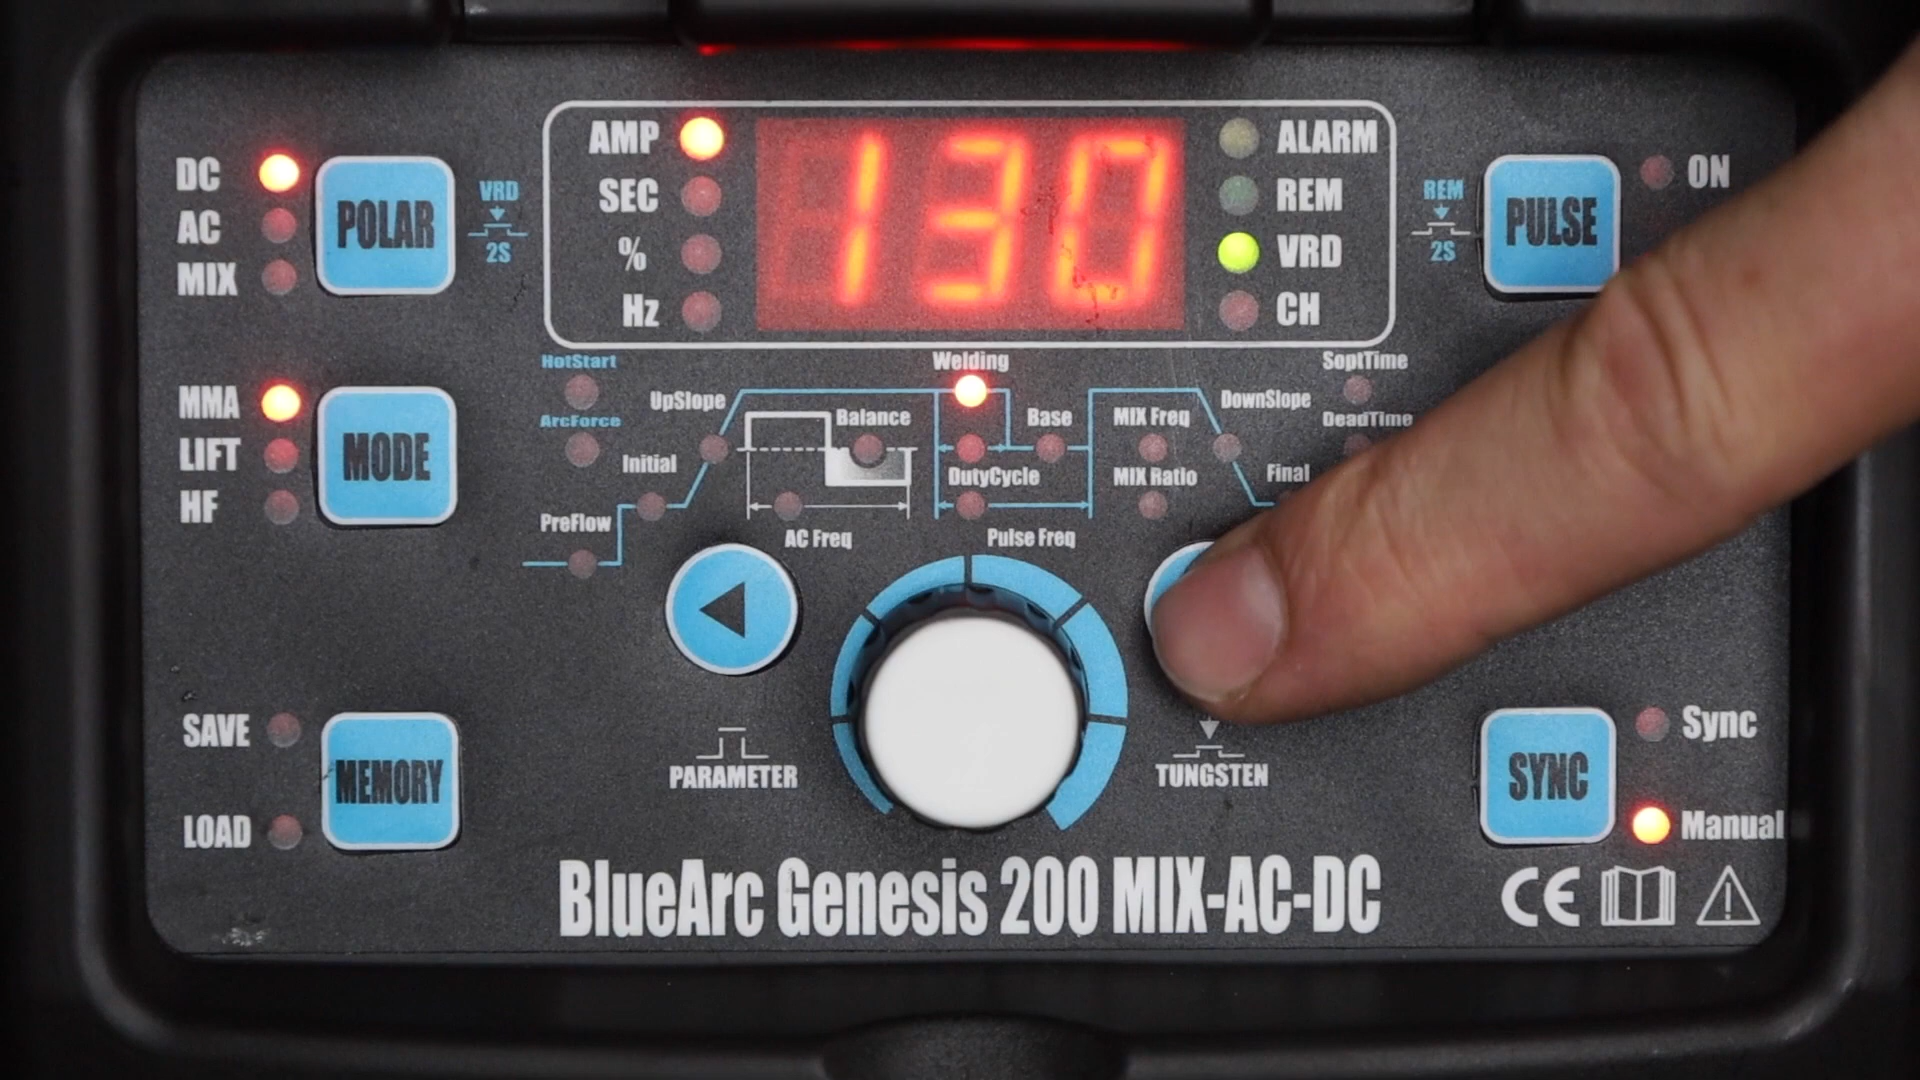 DC
AC
MIX
POLAR
VRD
2S
AMP
SEC
%
Hz
130
ALARM
REM
VRD
CH
REM
2S
PULSE
ON
HotStart
ArcForce
UpSlope
Initial
PreFlow
Welding
Balance
AC Freq
Base
DutyCycle
Pulse Freq
MIX Freq
MIX Ratio
DownSlope
Final
SoptTime
DeadTime
MMA
LIFT
HF
MODE
SAVE
LOAD
MEMORY
PARAMETER
TUNGSTEN
SYNC
Sync
Manual
BlueArc Genesis 200 MIX-AC-DC
CE